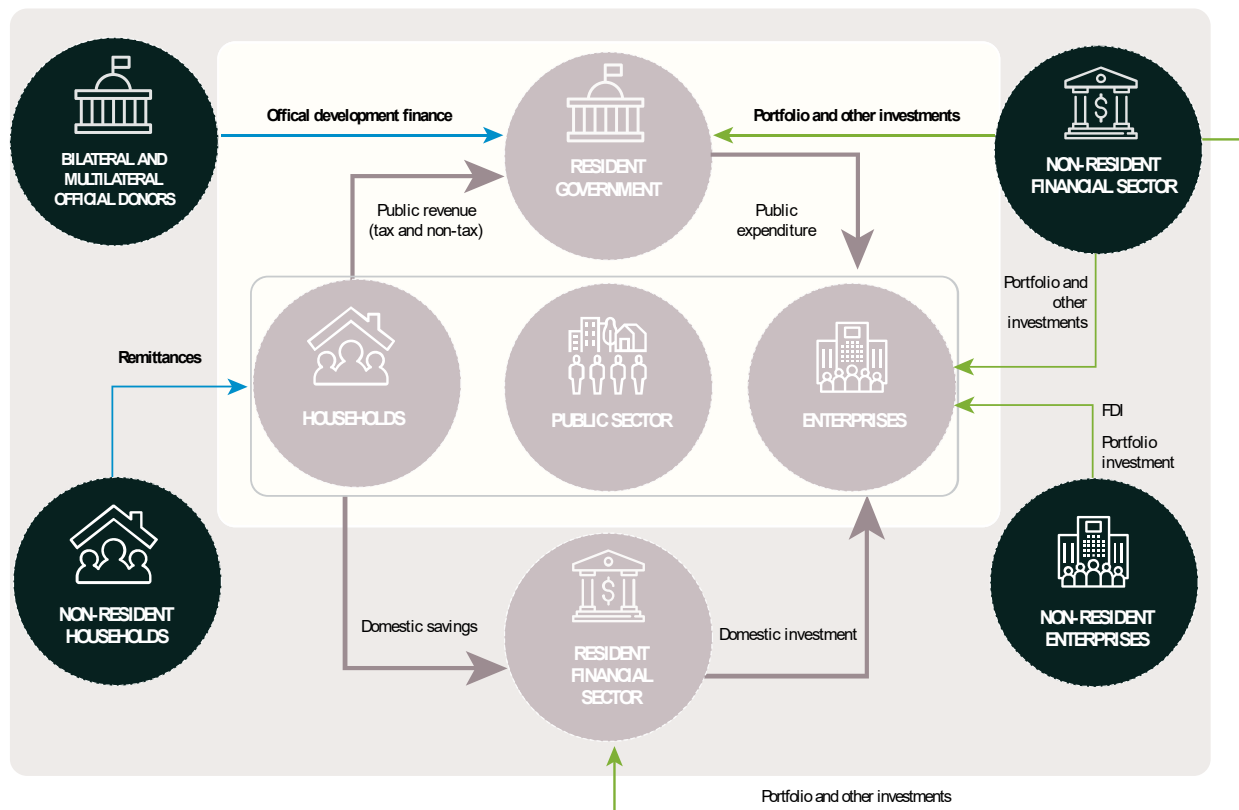 BILATERAL AND
MULTILATERAL
OFFICIAL DONORS
Offical development finance
RESIDENT
GOVERNMENT
Portfolio and other investments
NON-RESIDENT
FINANCIAL SECTOR
Public revenue
(tax and non-tax)
Public
expenditure
Portfolio and
other
investments
Remittances
HOUSEHOLDS
PUBLIC SECTOR
ENTERPRISES
FDI
Portfolio
investment
NON-RESIDENT
HOUSEHOLDS
Domestic savings
$
RESIDENT
FINANCIAL
SECTOR
Domestic investment
NON-RESIDENT
ENTERPRISES
Portfolio and other investments